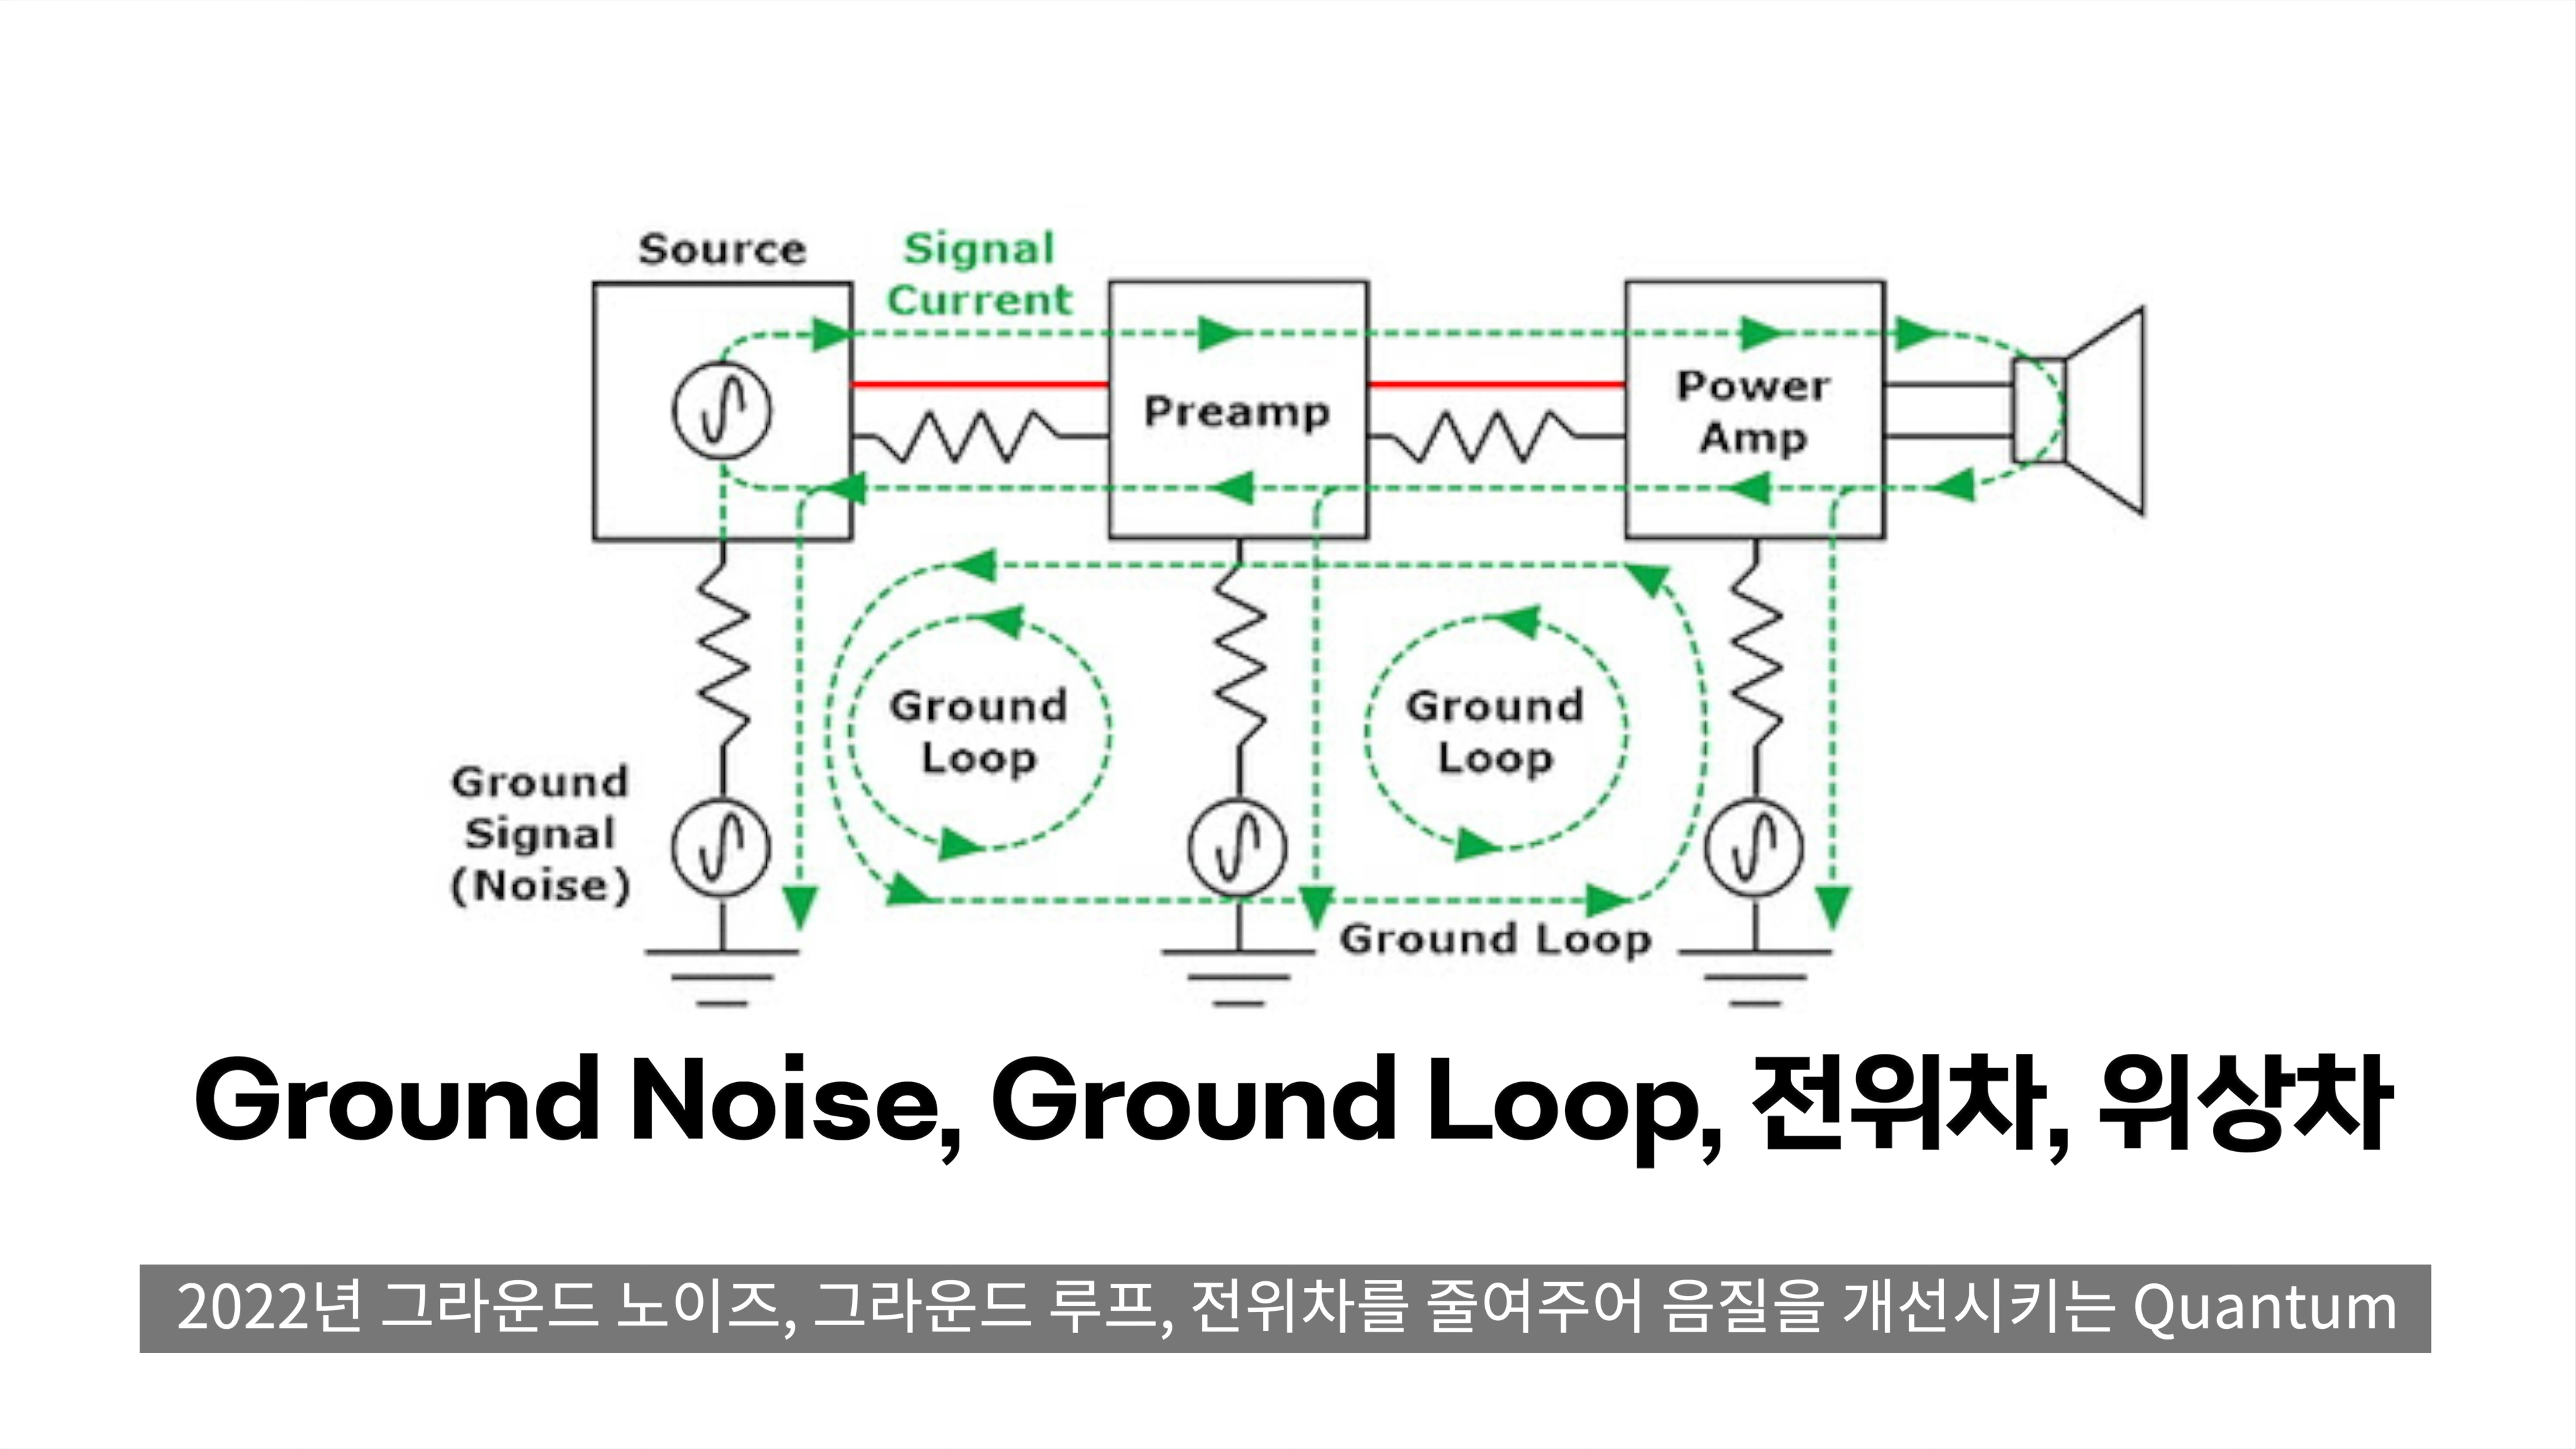 Source
Signal
Current
Preamp
Power
Amp
Ground
Loop
Ground
Loop
Ground
Signal
(Noise)
Ground Loop
Ground Noise, Ground Loop, 전위차, 위상차
2022년 그라운드 노이즈, 그라운드 루프, 전위차를 줄여주어 음질을 개선시키는 Quantum